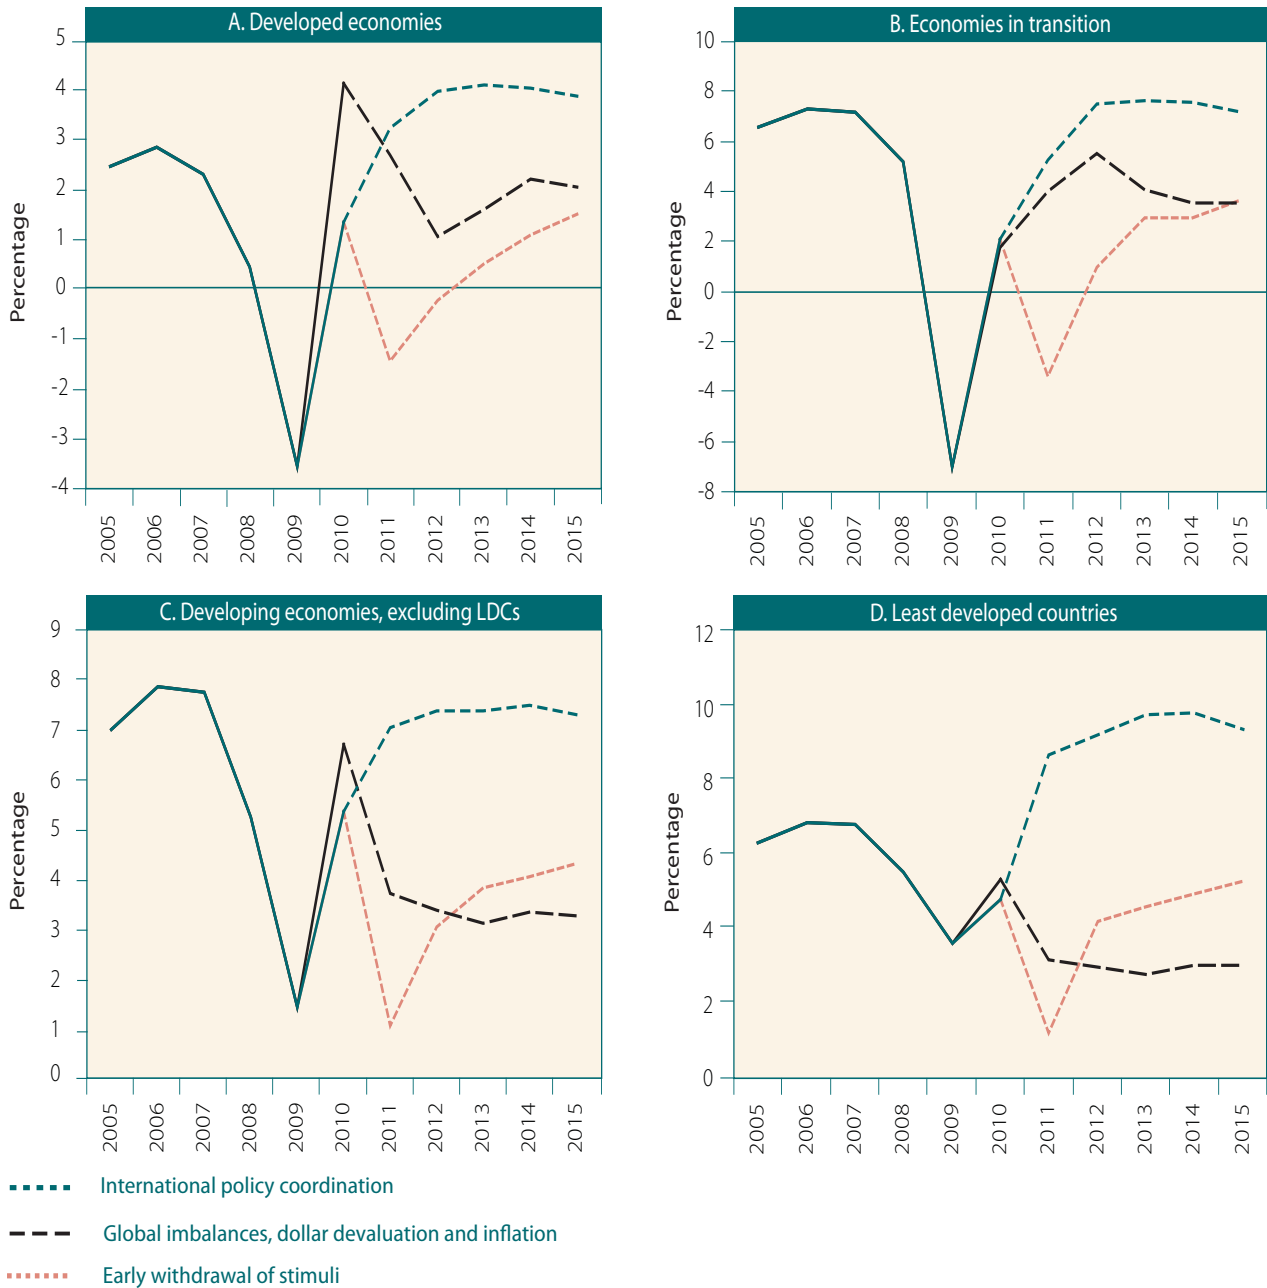 A. Developed economies
Percentage
5
4
3
2
1
0
-1
-2
-3
-4
2005 2006 2007 2008 2009 2010 2011 2012 2013 2014 2015
B. Economies in transition
Percentage
10
8
6
4
2
0
-2
-4
-6
-8
2005 2006 2007 2008 2009 2010 2011 2012 2013 2014 2015
C. Developing economies, excluding LDCs
Percentage
9
8
7
6
5
4
3
2
1
0
2005 2006 2007 2008 2009 2010 2011 2012 2013 2014 2015
D. Least developed countries
Percentage
12
10
8
6
4
2
0
2005 2006 2007 2008 2009 2010 2011 2012 2013 2014 2015
International policy coordination
Global imbalances, dollar devaluation and inflation
Early withdrawal of stimuli